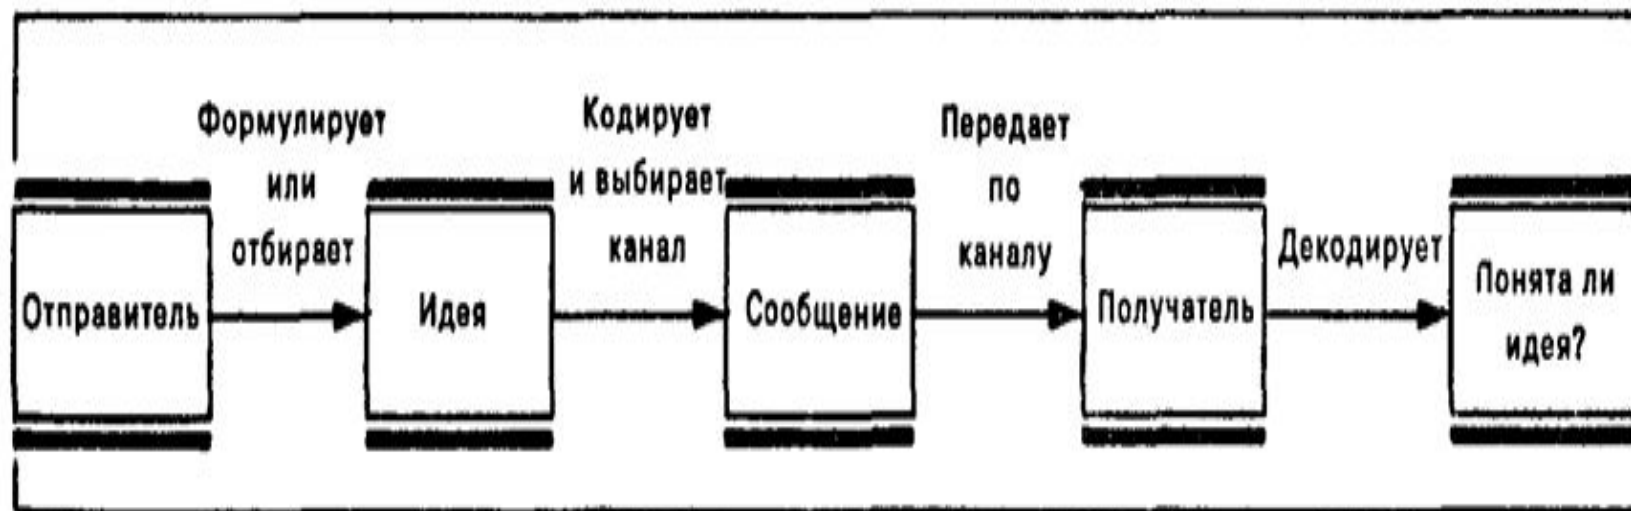 Формулирует
или
отбирает
Кодирует
и выбирает
канал
Передает
по
каналу
Декодирует
Отправитель
Идея
Сообщение
Получатель
Понята ли
идея?